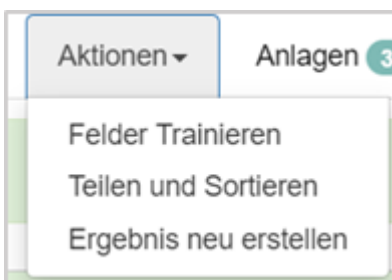 Aktionen Anlagen 3
Felder Trainieren
Teilen und Sortieren
Ergebnis neu erstellen